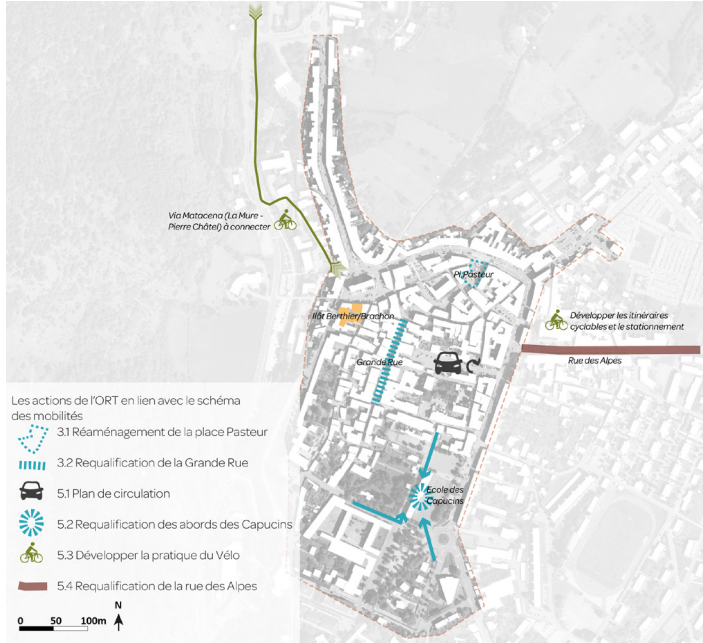 Via Matacena (La Mure -
Pierre Châtel) à connecter
Pl Pasteur
Ilôt Berthier/Brachon
Développer les itinéraires
cyclables et le stationnement
Grande Rue
Rue des Alpes
Ecole des
Capucins
Les actions de l'ORT en lien avec le schéma
des mobilités
3.1 Réaménagement de la place Pasteur
3.2 Requalification de la Grande Rue
5.1 Plan de circulation
5.2 Requalification des abords des Capucins
5.3 Développer la pratique du Vélo
5.4 Requalification de la rue des Alpes
0 50 100m N